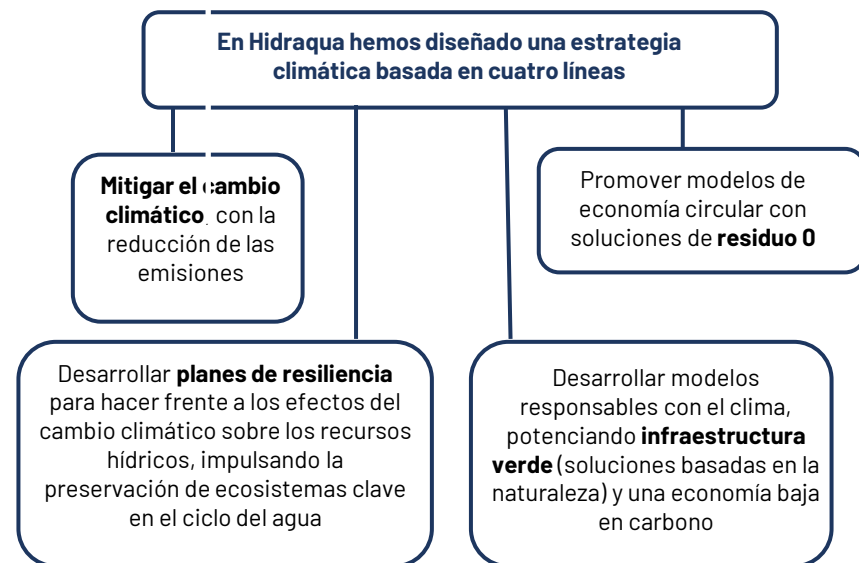 En Hidraqua hemos diseñado una estrategia
climática basada en cuatro líneas
Mitigar el cambio
climático, con la
reducción de las
emisiones
Promover modelos de
economía circular con
soluciones de residuo 0
Desarrollar planes de resiliencia
para hacer frente a los efectos del
cambio climático sobre los recursos
hídricos, impulsando la
preservación de ecosistemas clave
en el ciclo del agua
Desarrollar modelos
responsables con el clima,
potenciando infraestructura
verde (soluciones basadas en la
naturaleza) y una economía baja
en carbono